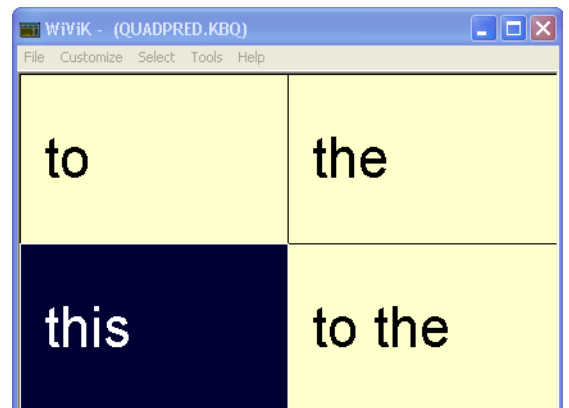 WiViK - (QUADPRED.KBQ)
File Customize Select Tools Help
to the
this to the